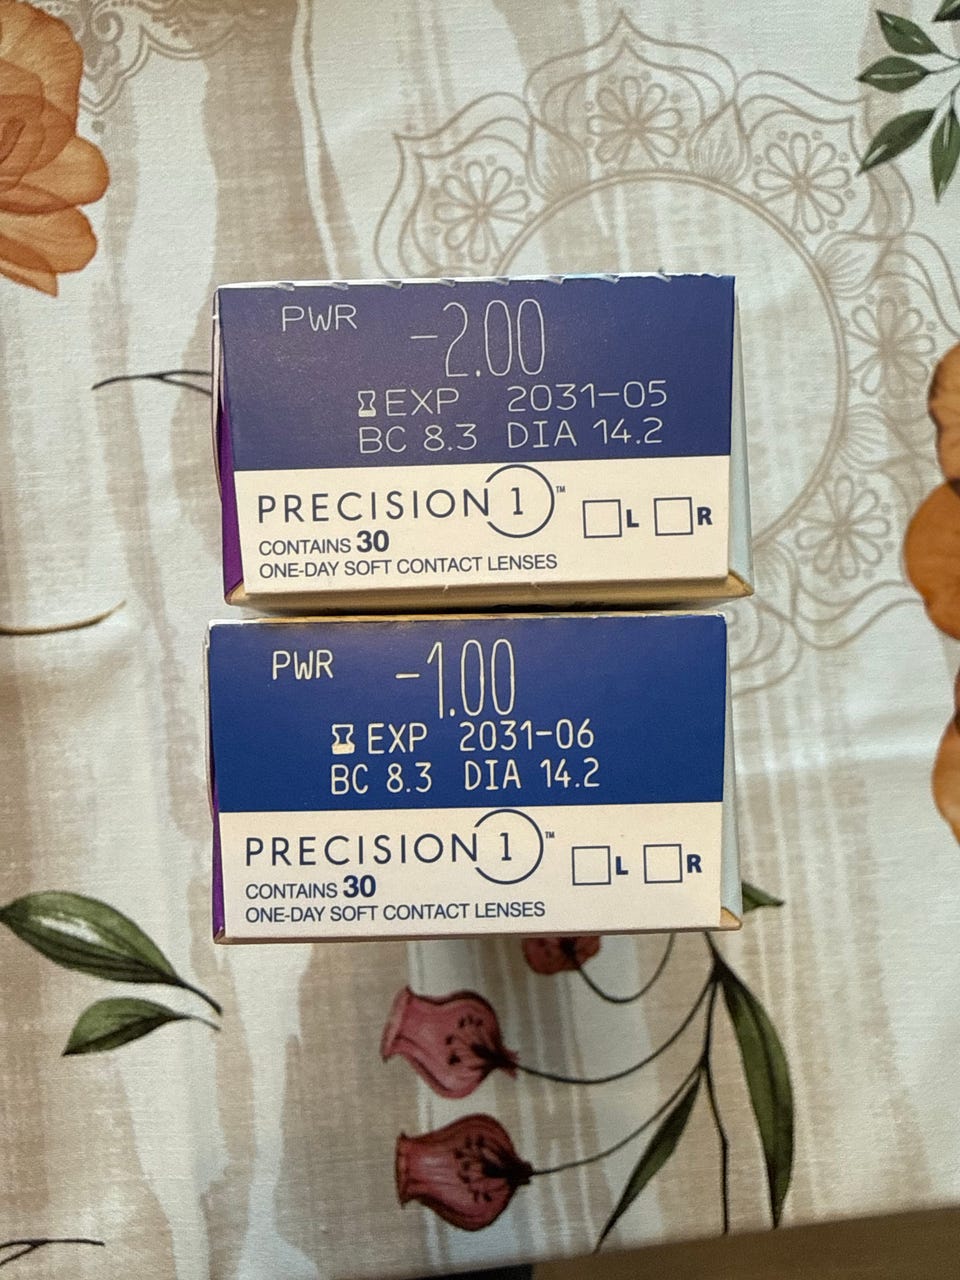 PWR -2.00
EXP 2031-05
BC 8.3 DIA 14.2
PRECISION 1™ L R
CONTAINS 30
ONE-DAY SOFT CONTACT LENSES
PWR -1.00
EXP 2031-06
BC 8.3 DIA 14.2
PRECISION 1™ L R
CONTAINS 30
ONE-DAY SOFT CONTACT LENSES